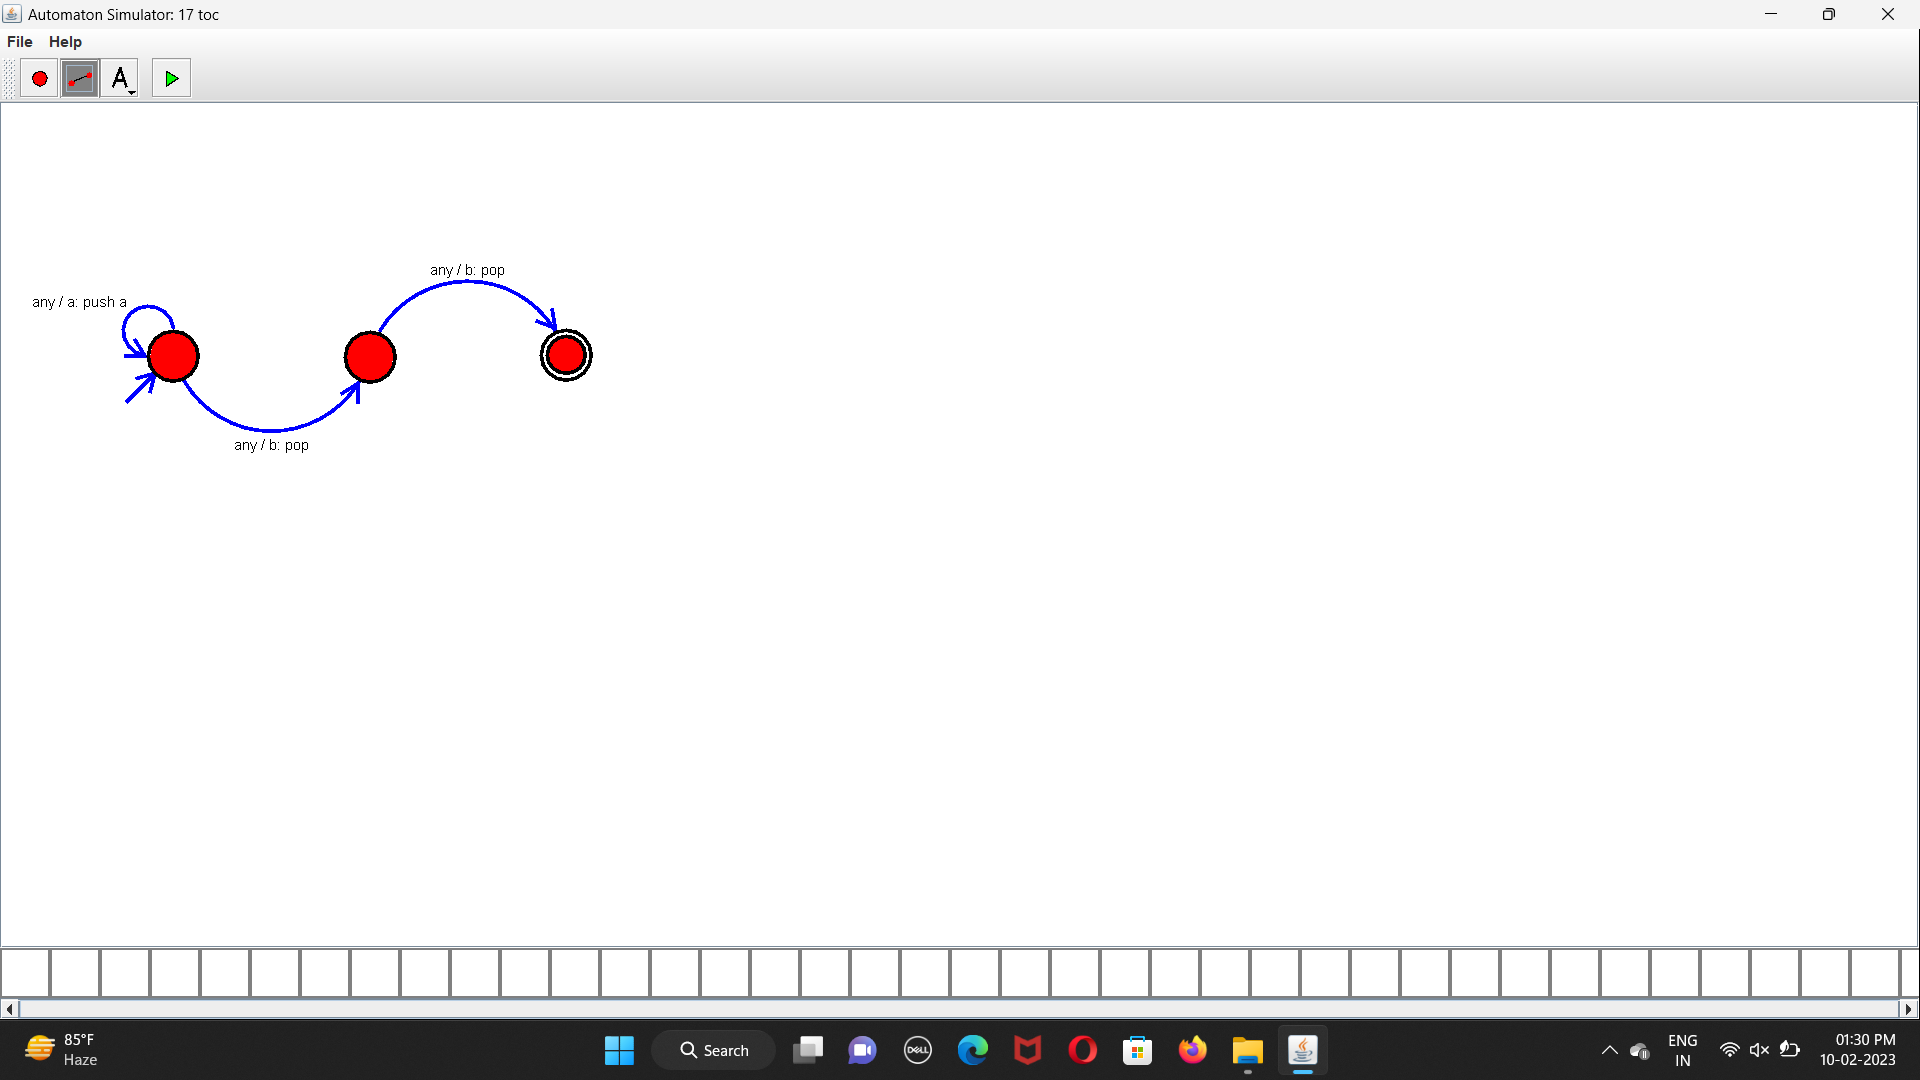 Automaton Simulator: 17 toc
File Help
A
any / b: pop
any / a: push a
any / b: pop
85°F
Haze
Search
DELL
ENG
IN
01:30 PM
10-02-2023